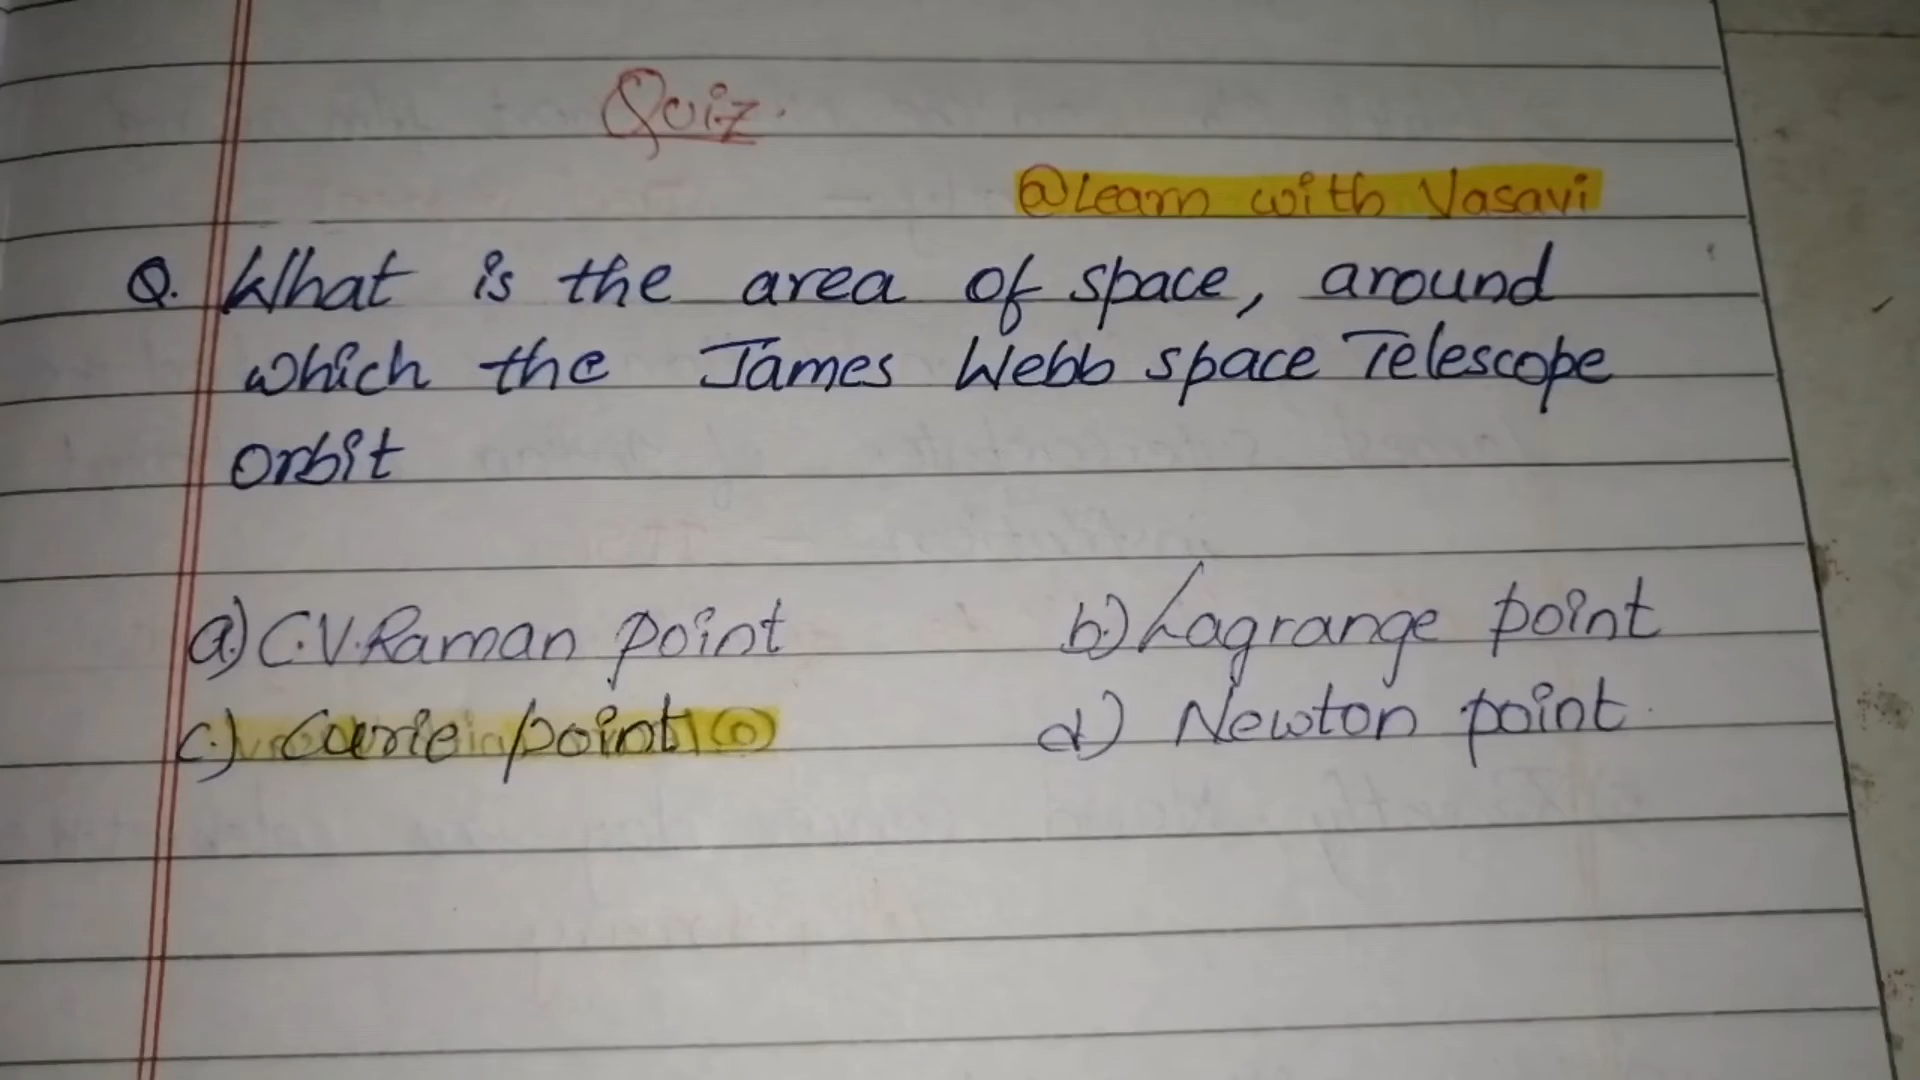 Quiz.
@Learn with Vasavi
Q. What is the area of space, around
which the James Webb space Telescope
orbit
a.) C.V.Raman point b.) Lagrange point
c.) Curie point d.) Newton point.